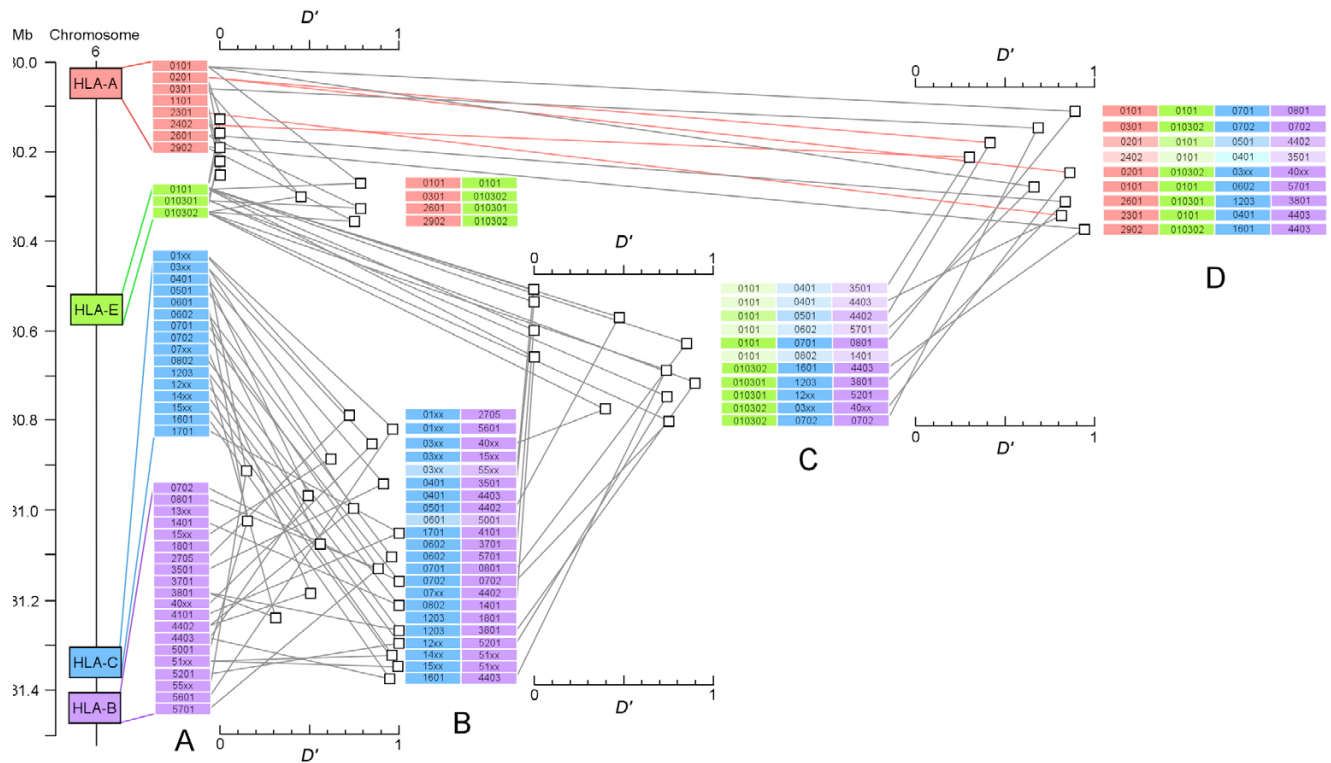 D′
D′
Mb
Chromosome
6
0
1
0
1
30.0
30.2
30.4
30.6
30.8
31.0
31.2
31.4
HLA-A
HLA-E
HLA-C
HLA-B
0101
0201
0301
1101
2301
2402
2601
2902
0101
010301
010302
01xx
03xx
0401
0501
0601
0602
0701
0702
07xx
0802
1203
12xx
14xx
15xx
1601
1701
0702
0801
13xx
1401
15xx
1801
2705
3501
3701
3801
40xx
4101
4402
4403
5001
51xx
5201
55xx
5601
5701
A
0
1
D′
0101 0101
0301 010302
2601 010301
2902 010302
01xx 2705
01xx 5601
03xx 40xx
03xx 15xx
03xx 55xx
0401 3501
0401 4403
0501 4402
0601 5001
1701 4101
0602 3701
0602 5701
0701 0801
0702 0702
07xx 4402
0802 1401
1203 1801
1203 3801
12xx 5201
14xx 51xx
15xx 51xx
1601 4403
B
D′
0
1
0
1
D′
0101 0401 3501
0101 0401 4403
0101 0501 4402
0101 0602 5701
0101 0701 0801
0101 0802 1401
010302 1601 4403
010301 1203 3801
010301 12xx 5201
010302 03xx 40xx
010302 0702 0702
C
0101 0101 0701 0801
0301 010302 0702 0702
0201 0101 0501 4402
2402 0101 0401 3501
0201 010302 03xx 40xx
0101 0101 0602 5701
2601 010301 1203 3801
2301 0101 0401 4403
2902 010302 1601 4403
D
0
1
D′